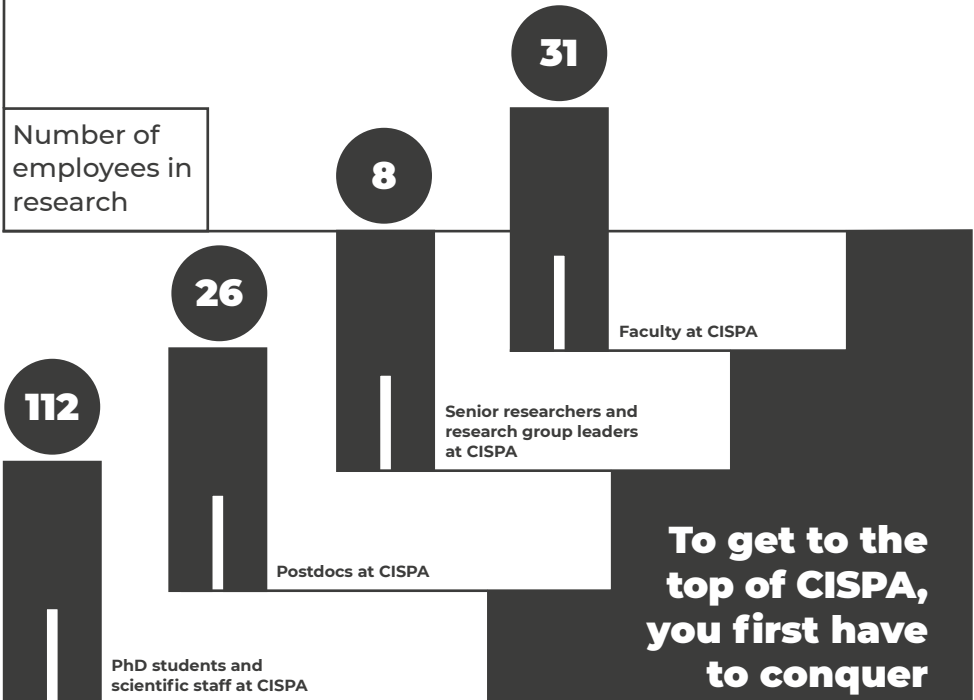 31
Number of
employees in
research
8
26
Faculty at CISPA
112
Senior researchers and
research group leaders
at CISPA
Postdocs at CISPA
To get to the
top of CISPA,
you first have
to conquer
PhD students and
scientific staff at CISPA